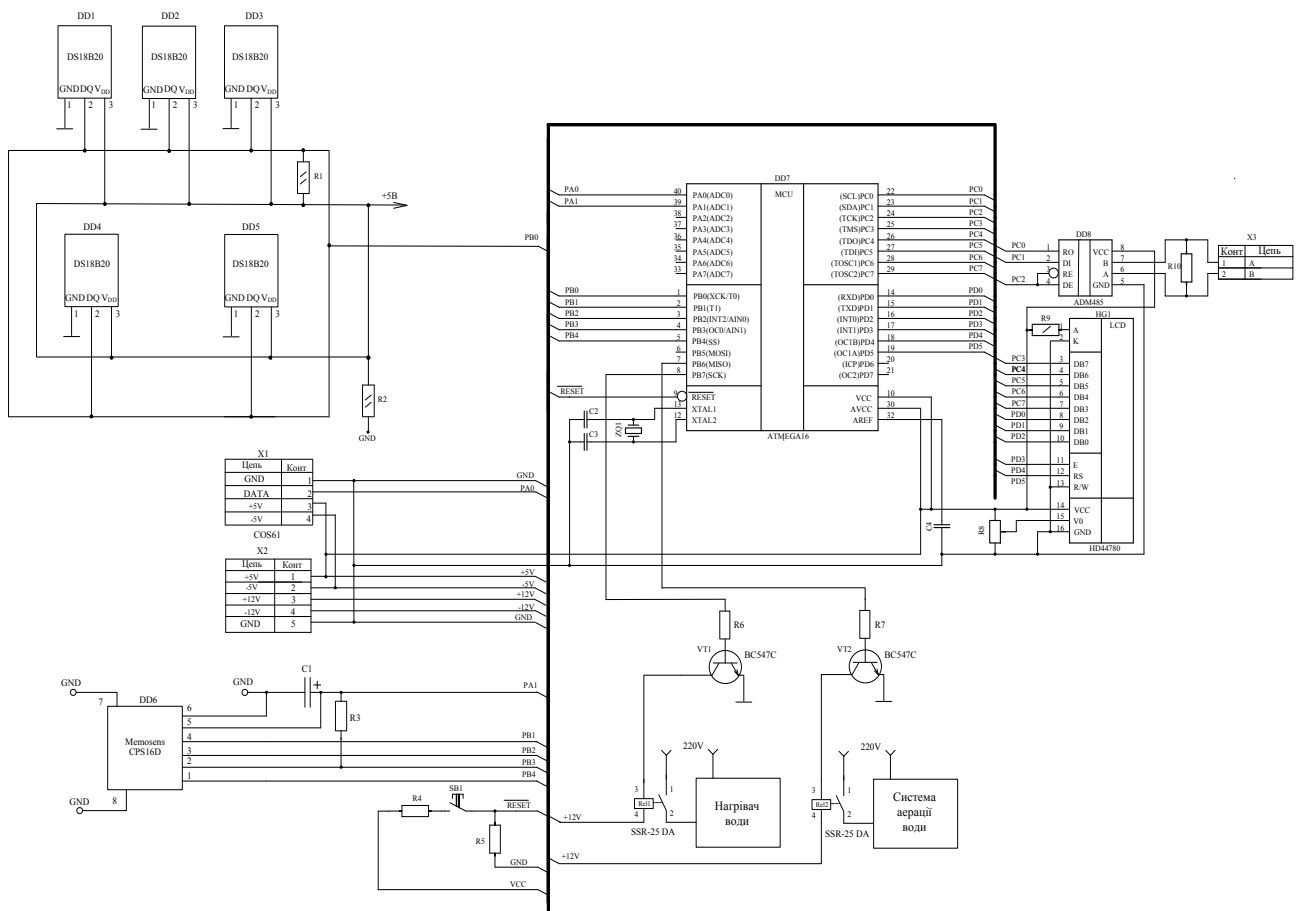 DD1
DD2
DD3
DS18B20
DS18B20
DS18B20
GND DQ VDD
GND DQ VDD
GND DQ VDD
1 2 3
1 2 3
1 2 3
R1
+5В
DD4
DD5
DS18B20
DS18B20
GND DQ VDD
GND DQ VDD
1 2 3
1 2 3
R2
GND
PB0
X1
Цепь Конт
GND 1
DATA 2
+5V 3
-5V 4
COS61
GND
PA0
X2
Цепь Конт
+5V 1
-5V 2
+12V 3
-12V 4
GND 5
+5V
-5V
+12V
-12V
GND
GND
7
DD6
Memosens
CPS16D
GND
8
6
5
4
3
2
1
GND
C1
+
R3
PA1
PB1
PB2
PB3
PB4
R4
SB1
RESET
R5
GND
VCC
PA0
PA1
PB0
PB1
PB2
PB3
PB4
RESET
C2
C3
ZQ1
DD7
MCU
40 PA0(ADC0)
39 PA1(ADC1)
38 PA2(ADC2)
37 PA3(ADC3)
36 PA4(ADC4)
35 PA5(ADC5)
34 PA6(ADC6)
33 PA7(ADC7)
1 PB0(XCK/T0)
2 PB1(T1)
3 PB2(INT2/AIN0)
4 PB3(OC0/AIN1)
5 PB4(SS)
6 PB5(MOSI)
7 PB6(MISO)
8 PB7(SCK)
9 RESET
13 XTAL1
12 XTAL2
(SCL)PC0 22 PC0
(SDA)PC1 23 PC1
(TCK)PC2 24 PC2
(TMS)PC3 25 PC3
(TDO)PC4 26 PC4
(TDI)PC5 27 PC5
(TOSC1)PC6 28 PC6
(TOSC2)PC7 29 PC7
(RXD)PD0 14 PD0
(TXD)PD1 15 PD1
(INT0)PD2 16 PD2
(INT1)PD3 17 PD3
(OC1B)PD4 18 PD4
(OC1A)PD5 19 PD5
(ICP)PD6 20
(OC2)PD7 21
VCC 10
AVCC 30
AREF 32
ATMEGA16
C4
PC0
PC1
PC2
DD8
1 RO VCC 8
2 DI B 7
3 RE A 6
4 DE GND 5
ADM485
R10
X3
Конт Цепь
1 A
2 B
R9
HG1
LCD
1 A
2 K
PC3 3 DB7
PC4 4 DB6
PC5 5 DB5
PC6 6 DB4
PC7 7 DB3
PD0 8 DB2
PD1 9 DB1
PD2 10 DB0
PD3 11 E
PD4 12 RS
PD5 13 R/W
14 VCC
15 V0
16 GND
HD44780
R8
R6
VT1
BC547C
R7
VT2
BC547C
220V
3
Rel1
4
1
2
SSR-25 DA
+12V
Нагрівач
води
220V
3
Rel2
4
1
2
SSR-25 DA
+12V
Система
аерації
води